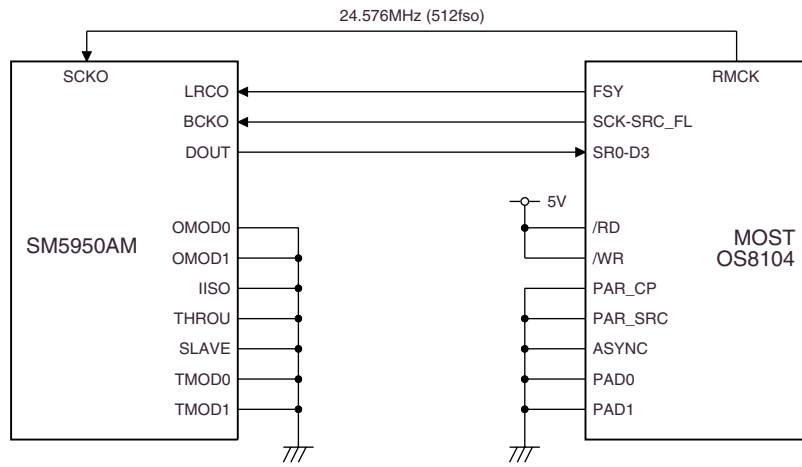 24.576MHz (512fso)
SCKO
RMCK
LRCO
FSY
BCKO
SCK-SRC_FL
DOUT
SR0-D3
5V
OMOD0
/RD
SM5950AM
MOST
OS8104
OMOD1
/WR
IISO
PAR_CP
THROU
PAR_SRC
SLAVE
ASYNC
TMOD0
PAD0
TMOD1
PAD1